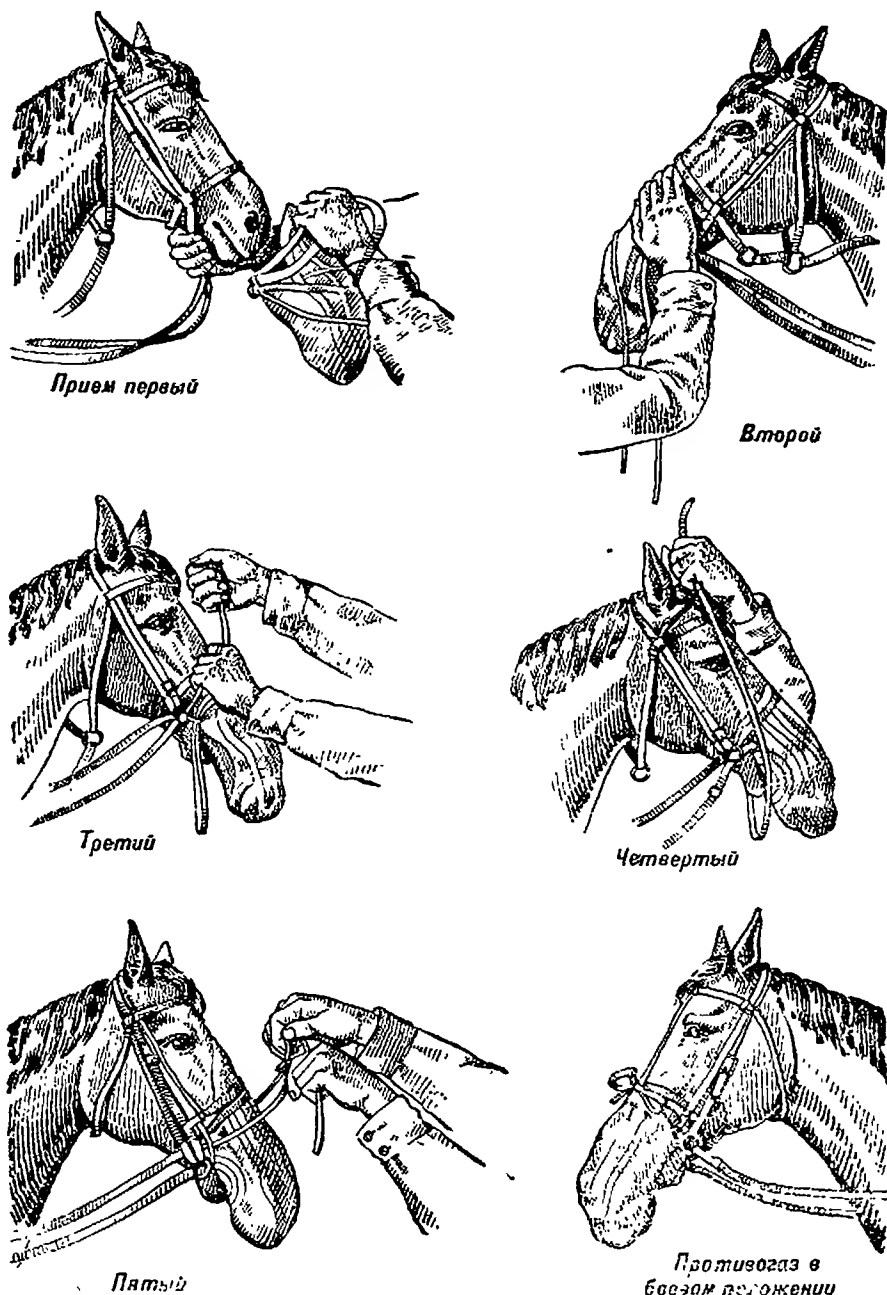 Прием первый
Второй
Третий
Четвертый
Пятый
Противогаз в
боевом положении